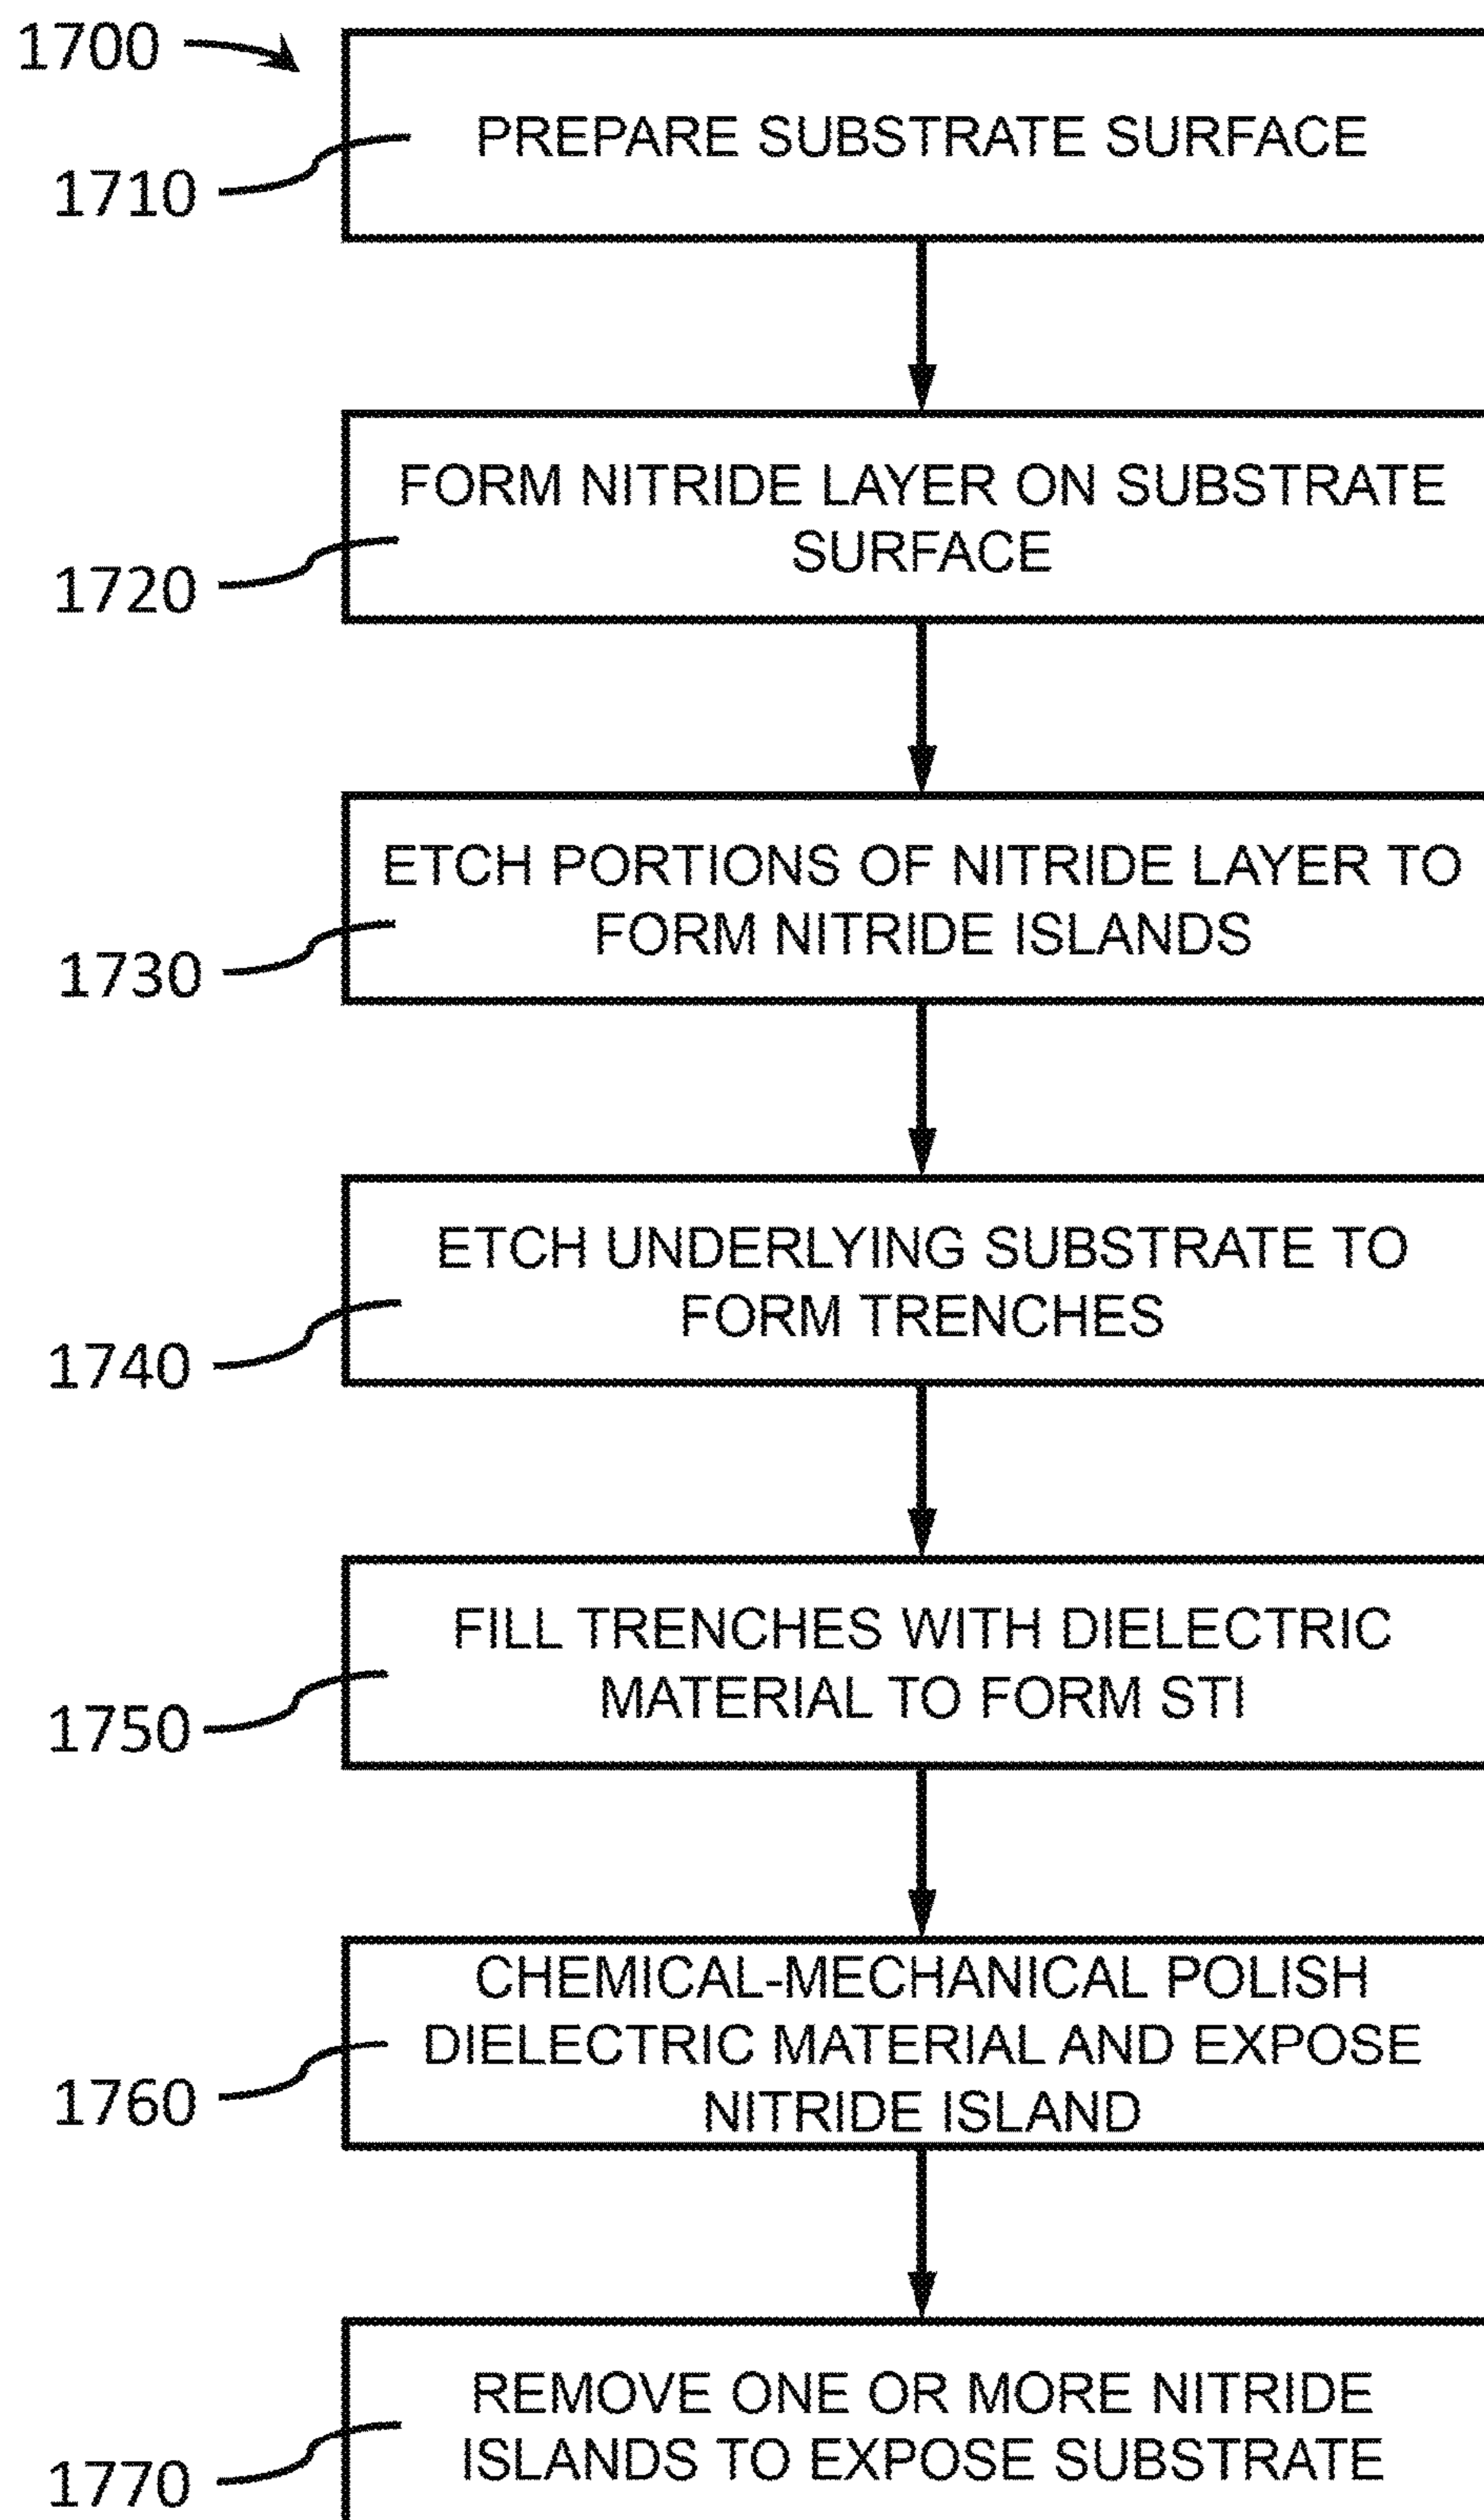 1700
PREPARE SUBSTRATE SURFACE
1710
FORM NITRIDE LAYER ON SUBSTRATE
SURFACE
1720
ETCH PORTIONS OF NITRIDE LAYER TO
FORM NITRIDE ISLANDS
1730
ETCH UNDERLYING SUBSTRATE TO
FORM TRENCHES
1740
FILL TRENCHES WITH DIELECTRIC
MATERIAL TO FORM STI
1750
CHEMICAL-MECHANICAL POLISH
DIELECTRIC MATERIAL AND EXPOSE
NITRIDE ISLAND
1760
REMOVE ONE OR MORE NITRIDE
ISLANDS TO EXPOSE SUBSTRATE
1770